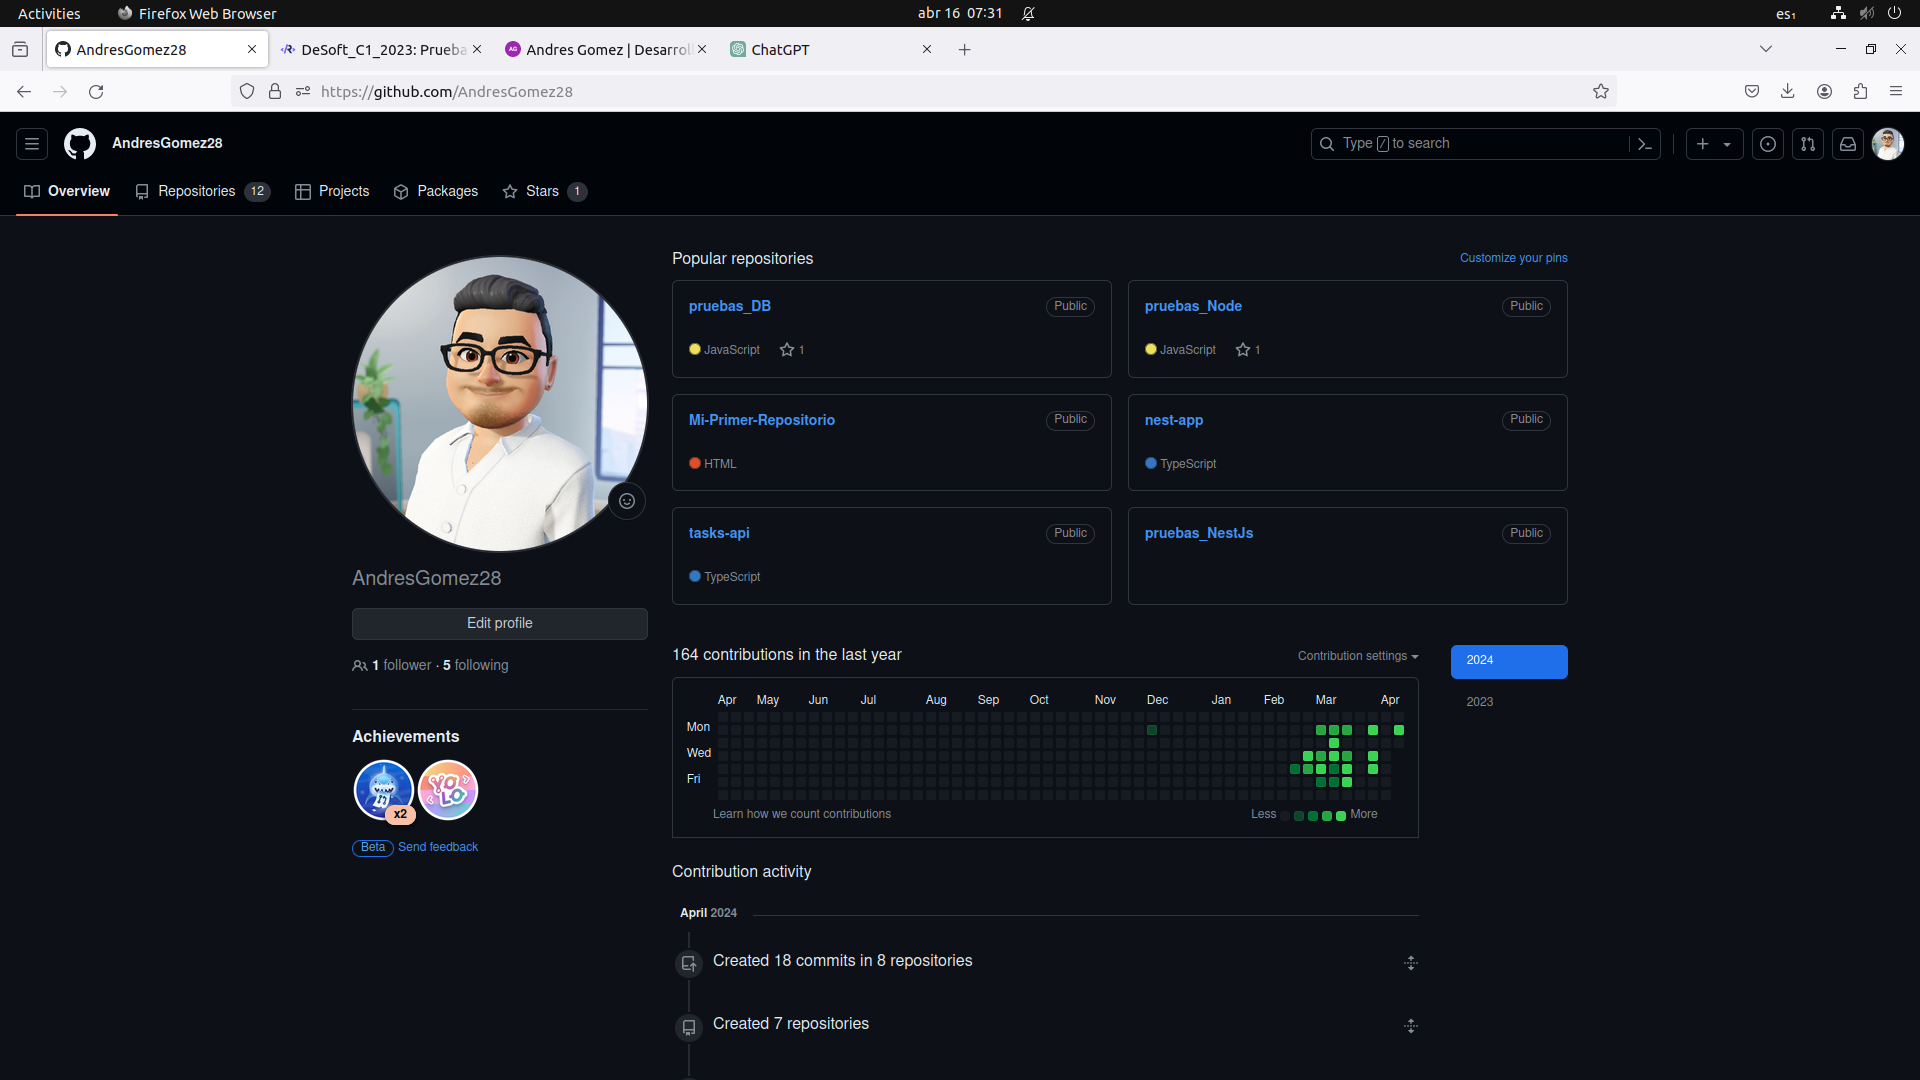 Activities
Firefox Web Browser
abr 16 07:31
es₁
AndresGomez28
DeSoft_C1_2023: Prueba
Andres Gomez | Desarroll
ChatGPT
https://github.com/AndresGomez28
AndresGomez28
Type / to search
Overview
Repositories 12
Projects
Packages
Stars 1
Popular repositories
Customize your pins
pruebas_DB
Public
JavaScript
1
pruebas_Node
Public
JavaScript
1
Mi-Primer-Repositorio
Public
HTML
nest-app
Public
TypeScript
tasks-api
Public
TypeScript
pruebas_NestJs
Public
AndresGomez28
Edit profile
1 follower · 5 following
Achievements
x2
YOLO
Beta
Send feedback
164 contributions in the last year
Contribution settings
2024
2023
Apr May Jun Jul Aug Sep Oct Nov Dec Jan Feb Mar Apr
Mon
Wed
Fri
Learn how we count contributions
Less
More
Contribution activity
April 2024
Created 18 commits in 8 repositories
Created 7 repositories